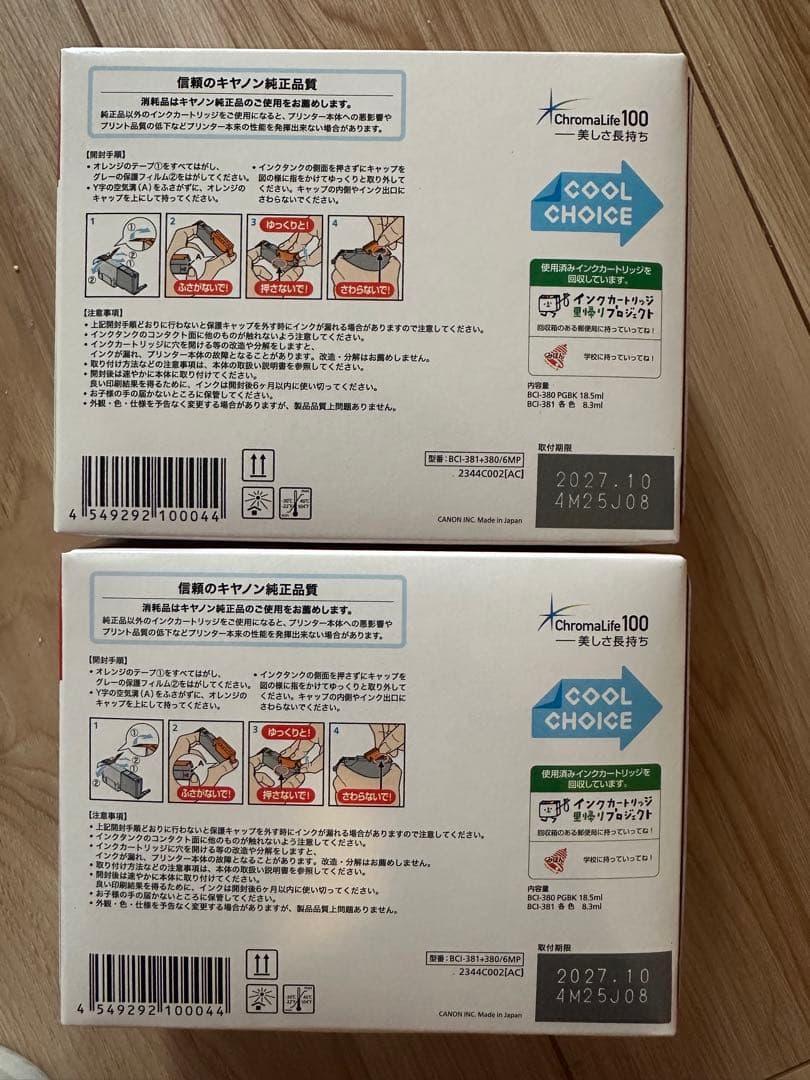 信頼のキヤノン純正品質
消耗品はキヤノン純正品のご使用をお薦めします。
純正品以外のインクカートリッジをご使用になると、プリンター本体への悪影響や
プリント品質の低下などプリンター本来の性能を発揮出来ない場合があります。
ChromaLife100
美しさ長持ち
COOL
CHOICE
【開封手順】
・オレンジのテープ①をすべてはがし、
グレーの保護フィルム②をはがしてください。
・Y字の空気溝(A)をふさがずに、オレンジの
キャップを上にして持ってください。
・インクタンクの側面を押さずにキャップを
図の様に指をかけてゆっくりと取り外して
ください。キャップの内側やインク出口に
さわらないでください。
1
①
②
①
②
2
A
ふさがないで!
3
ゆっくりと!
押さないで!
4
さわらないで!
使用済みインクカートリッジを
回収しています。
インクカートリッジ
里帰りプロジェクト
回収箱のある郵便局に持っていってね!
学校に持っていってね!
【注意事項】
・上記開封手順どおりに行わないと保護キャップを外す時にインクが漏れる場合がありますので注意してください。
・インクタンクのコンタクト面に他のものが触れないよう注意してください。
・インクカートリッジに穴を開ける等の改造や分解をしますと、
インクが漏れ、プリンター本体の故障となることがあります。改造・分解はお薦めしません。
・取り付け方法などの注意事項は、本体の取扱い説明書を参照してください。
・開封後は速やかに本体に取り付けてください。
良い印刷結果を得るために、インクは開封後6ヶ月以内に使い切ってください。
・お子様の手の届かないところに保管してください。
・外観・色・仕様を予告なく変更する場合がありますが、製品品質上問題ありません。
内容量
BCI-380 PGBK 18.5ml
BCI-381 各色 8.3ml
型番:BCI-381+380/6MP
2344C002[AC]
取付期限
2027.10
4M25J08
4 549292 100044
CANON INC. Made in Japan
信頼のキヤノン純正品質
消耗品はキヤノン純正品のご使用をお薦めします。
純正品以外のインクカートリッジをご使用になると、プリンター本体への悪影響や
プリント品質の低下などプリンター本来の性能を発揮出来ない場合があります。
ChromaLife100
美しさ長持ち
COOL
CHOICE
【開封手順】
・オレンジのテープ①をすべてはがし、
グレーの保護フィルム②をはがしてください。
・Y字の空気溝(A)をふさがずに、オレンジの
キャップを上にして持ってください。
・インクタンクの側面を押さずにキャップを
図の様に指をかけてゆっくりと取り外して
ください。キャップの内側やインク出口に
さわらないでください。
1
①
②
①
②
2
A
ふさがないで!
3
ゆっくりと!
押さないで!
4
さわらないで!
使用済みインクカートリッジを
回収しています。
インクカートリッジ
里帰りプロジェクト
回収箱のある郵便局に持っていってね!
学校に持っていってね!
【注意事項】
・上記開封手順どおりに行わないと保護キャップを外す時にインクが漏れる場合がありますので注意してください。
・インクタンクのコンタクト面に他のものが触れないよう注意してください。
・インクカートリッジに穴を開ける等の改造や分解をしますと、
インクが漏れ、プリンター本体の故障となることがあります。改造・分解はお薦めしません。
・取り付け方法などの注意事項は、本体の取扱い説明書を参照してください。
・開封後は速やかに本体に取り付けてください。
良い印刷結果を得るために、インクは開封後6ヶ月以内に使い切ってください。
・お子様の手の届かないところに保管してください。
・外観・色・仕様を予告なく変更する場合がありますが、製品品質上問題ありません。
内容量
BCI-380 PGBK 18.5ml
BCI-381 各色 8.3ml
型番:BCI-381+380/6MP
2344C002[AC]
取付期限
2027.10
4M25J08
4 549292 100044
CANON INC. Made in Japan